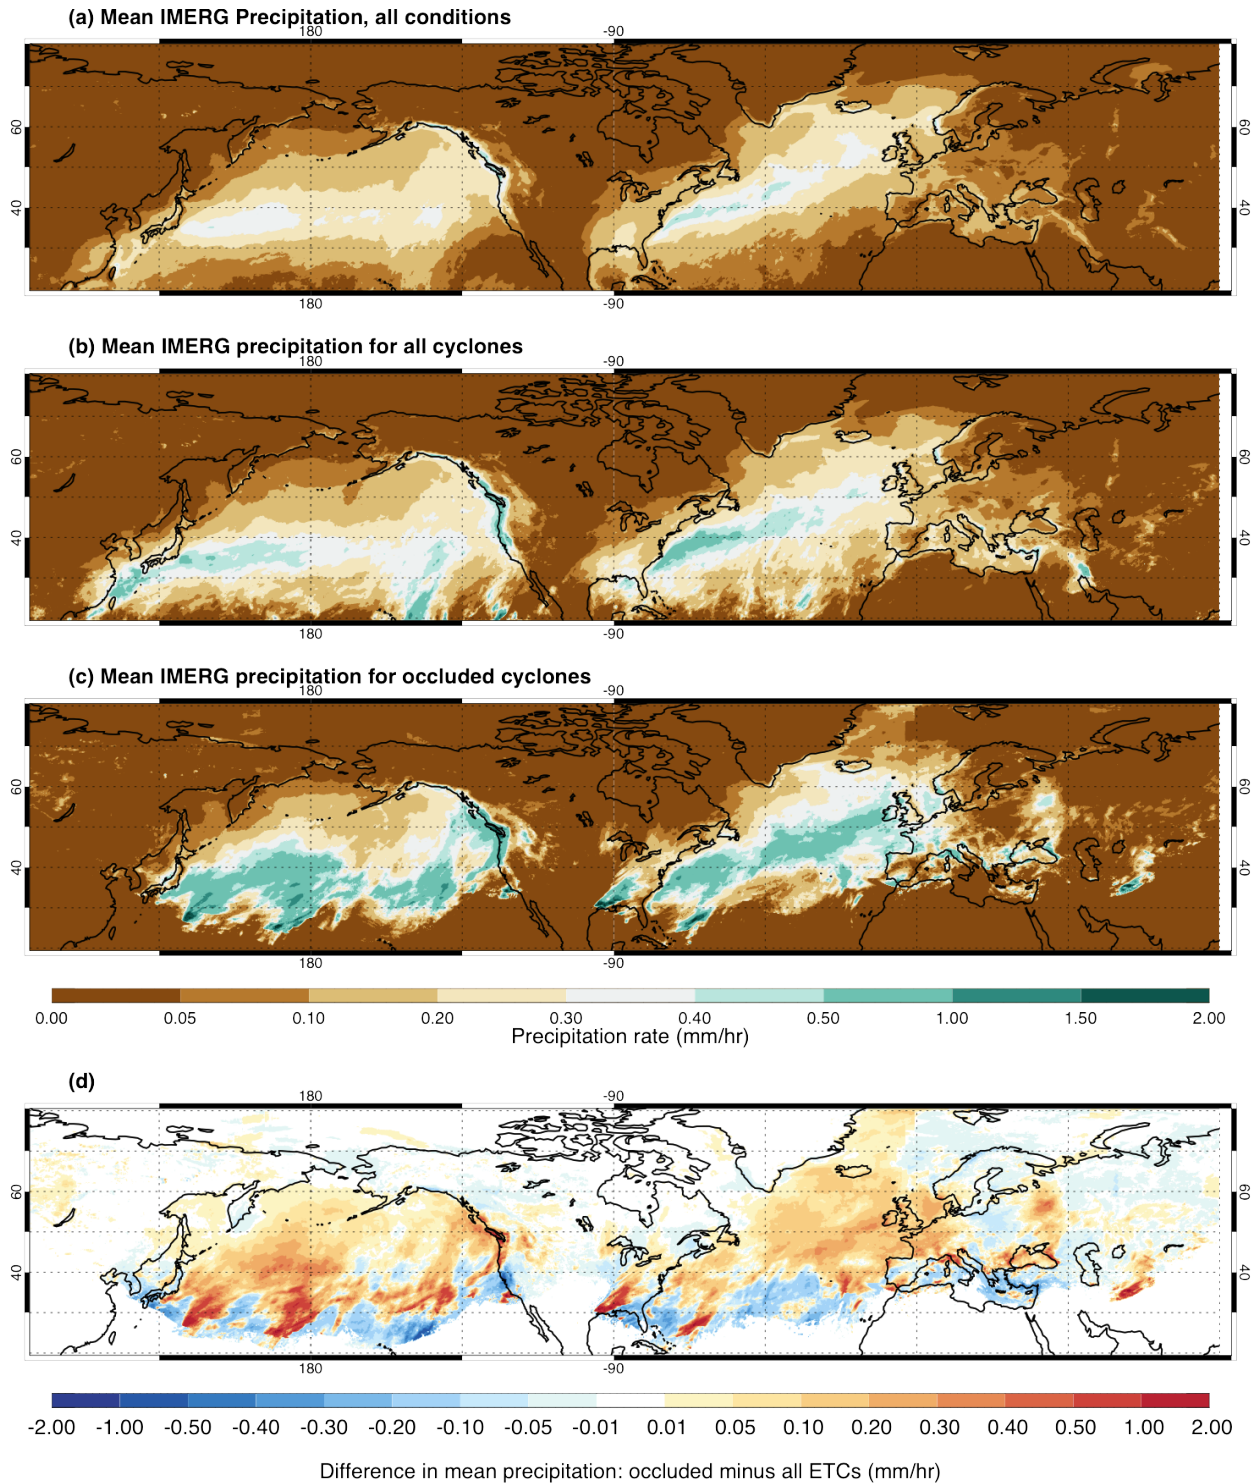 (a) Mean IMERG Precipitation, all conditions
180 -90
60 60
40 40
180 -90
(b) Mean IMERG precipitation for all cyclones
180 -90
60 60
40 40
180 -90
(c) Mean IMERG precipitation for occluded cyclones
180 -90
60 60
40 40
180 -90
0.00 0.05 0.10 0.20 0.30 0.40 0.50 1.00 1.50 2.00
Precipitation rate (mm/hr)
(d)
180 -90
60 60
40 40
180 -90
-2.00 -1.00 -0.50 -0.40 -0.30 -0.20 -0.10 -0.05 -0.01 0.01 0.05 0.10 0.20 0.30 0.40 0.50 1.00 2.00
Difference in mean precipitation: occluded minus all ETCs (mm/hr)